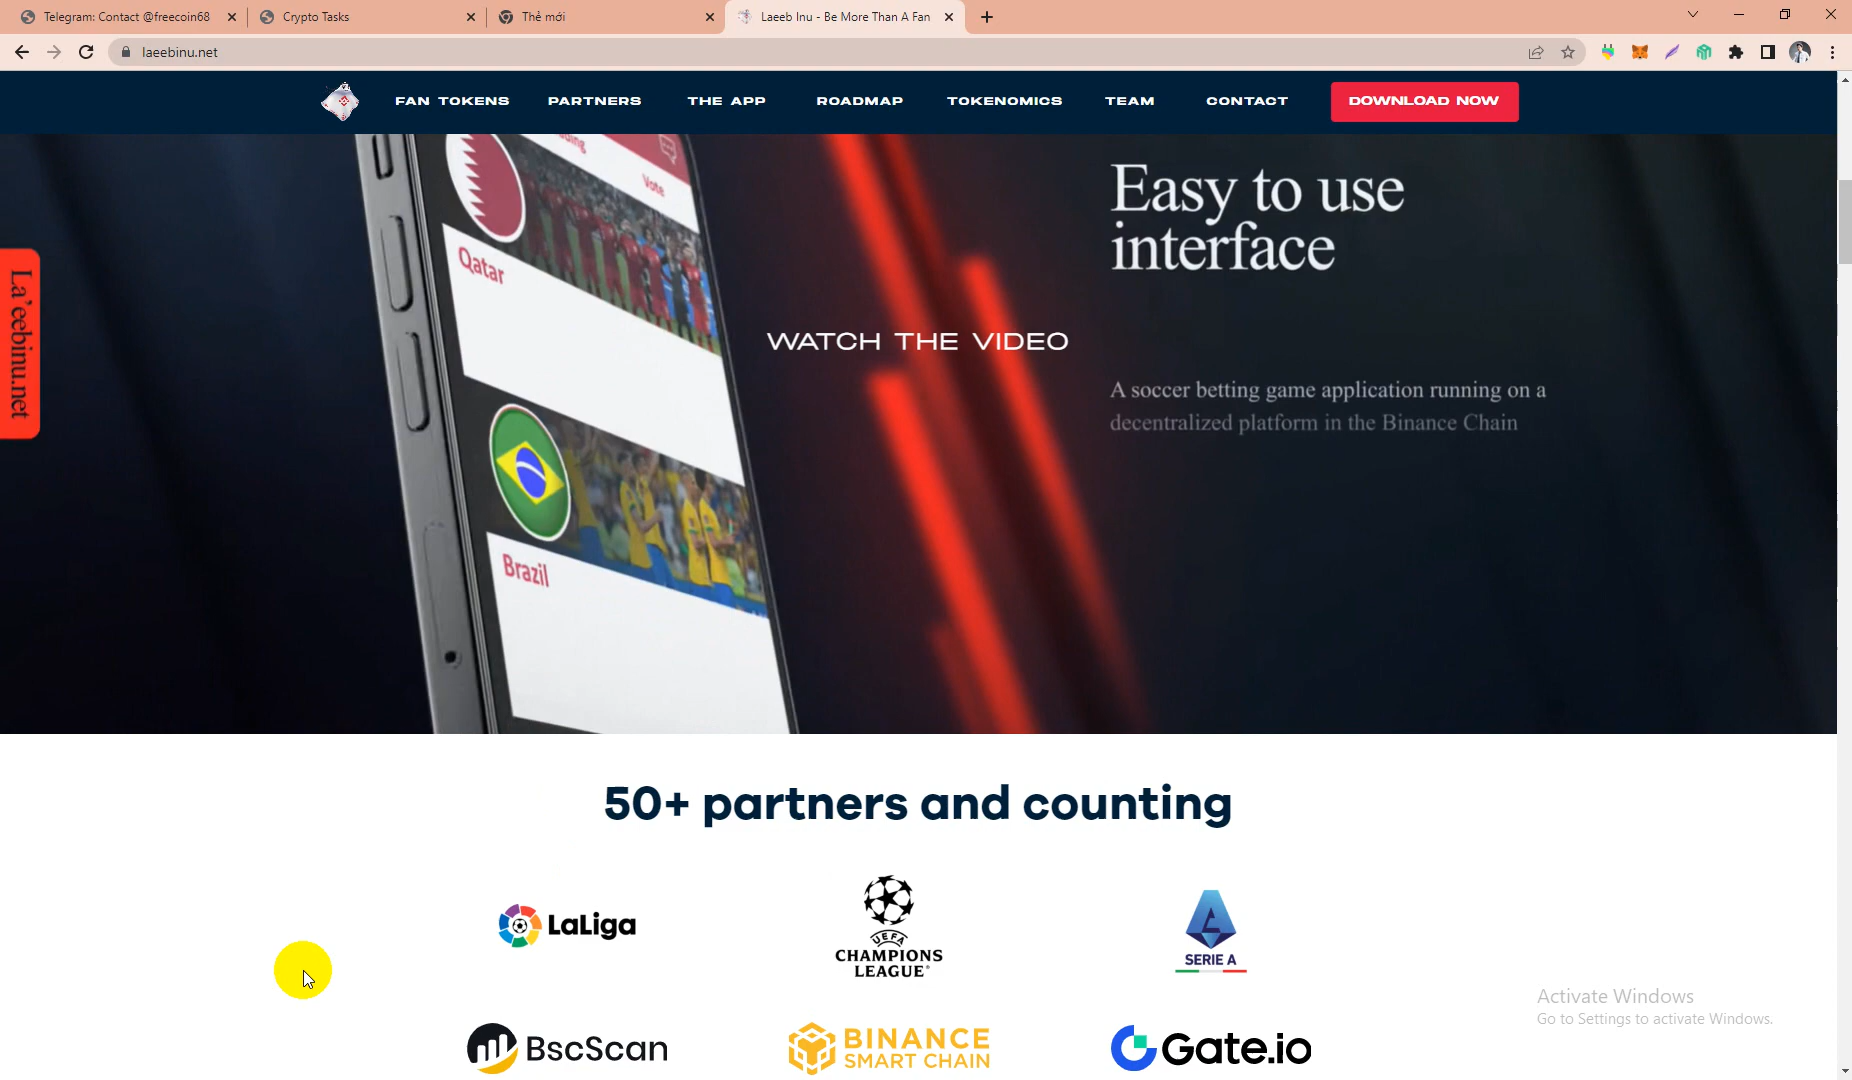 Telegram: Contact @freecoin68
Crypto Tasks
Thẻ mới
Laeeb Inu - Be More Than A Fan
laeebinu.net
FAN TOKENS
PARTNERS
THE APP
ROADMAP
TOKENOMICS
TEAM
CONTACT
DOWNLOAD NOW
Vote
Qatar
Brazil
La'eebinu.net
WATCH THE VIDEO
Easy to use
interface
A soccer betting game application running on a
decentralized platform in the Binance Chain
50+ partners and counting
LaLiga
UEFA
CHAMPIONS
LEAGUE®
SERIE A
BscScan
BINANCE
SMART CHAIN
Gate.io
Activate Windows
Go to Settings to activate Windows.